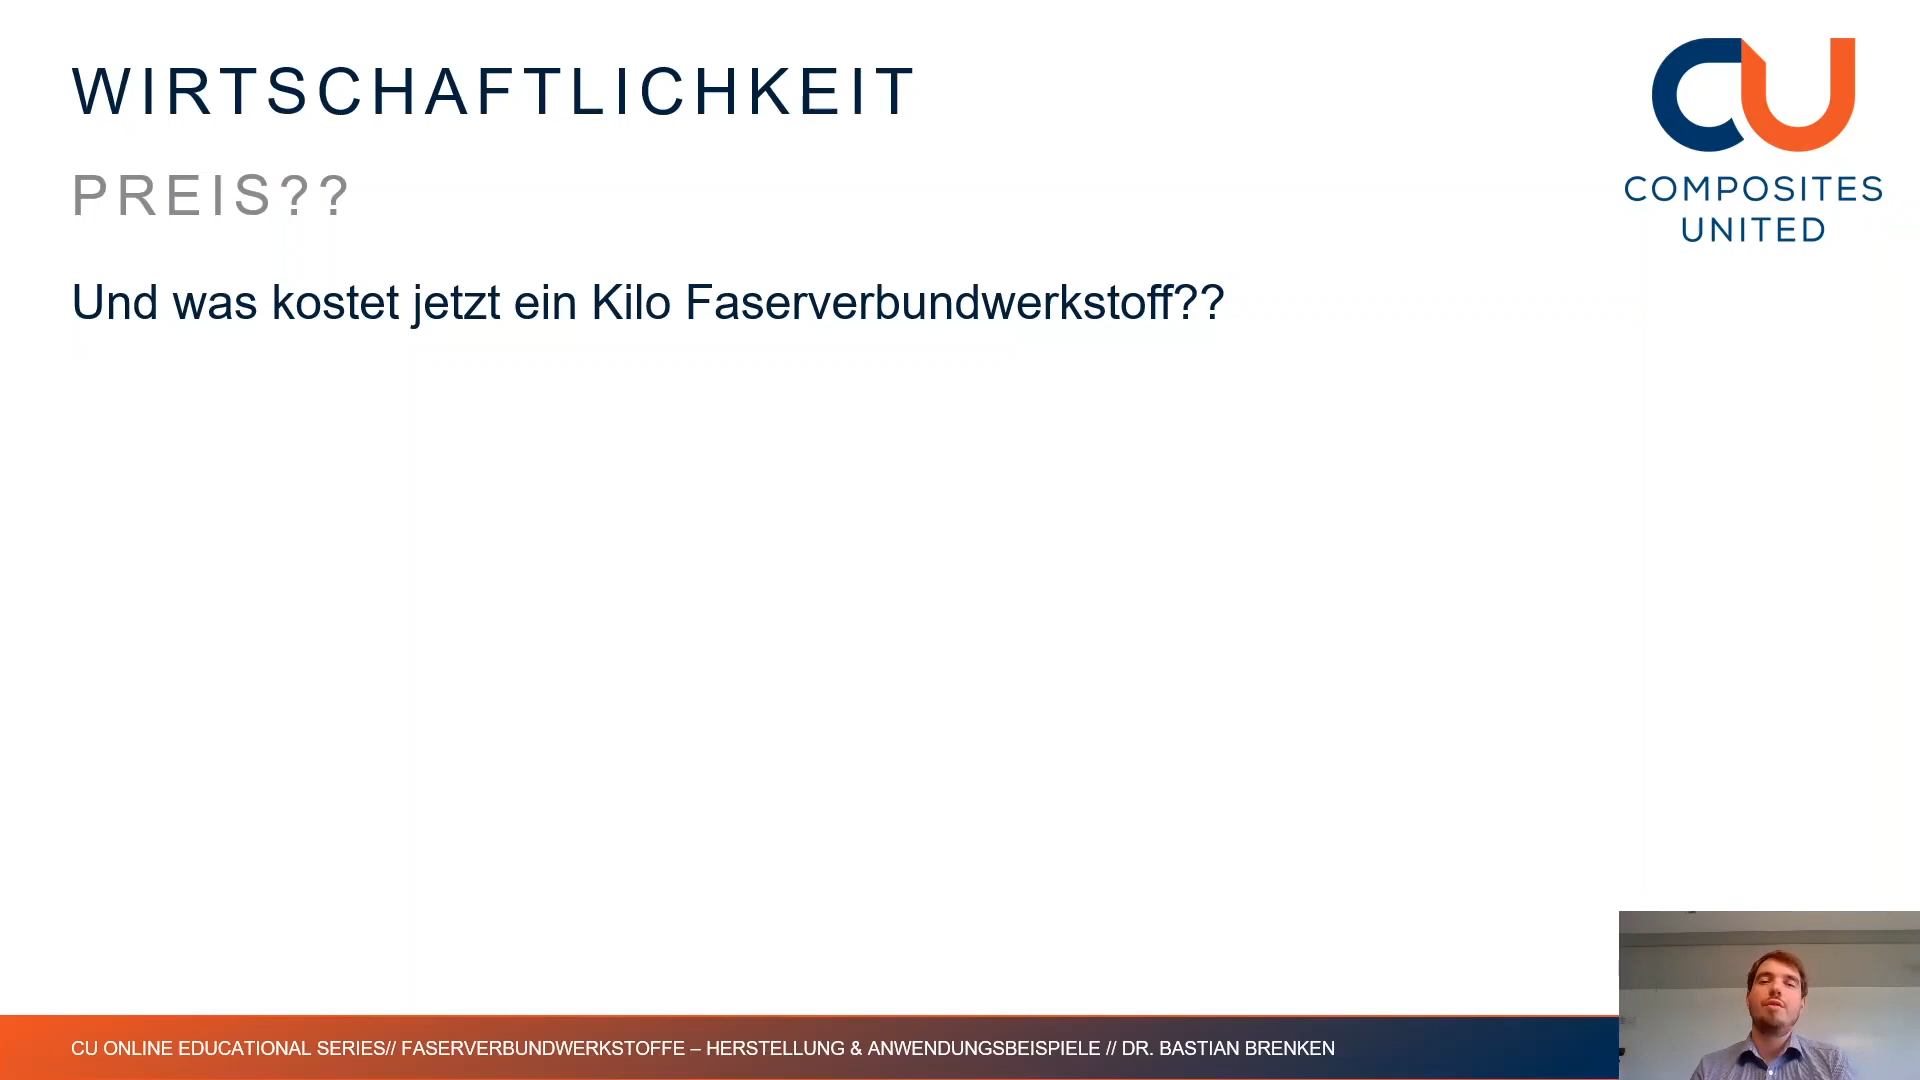 WIRTSCHAFTLICHKEIT
PREIS??
Und was kostet jetzt ein Kilo Faserverbundwerkstoff??
CU
COMPOSITES
UNITED
CU ONLINE EDUCATIONAL SERIES// FASERVERBUNDWERKSTOFFE – HERSTELLUNG & ANWENDUNGSBEISPIELE // DR. BASTIAN BRENKEN